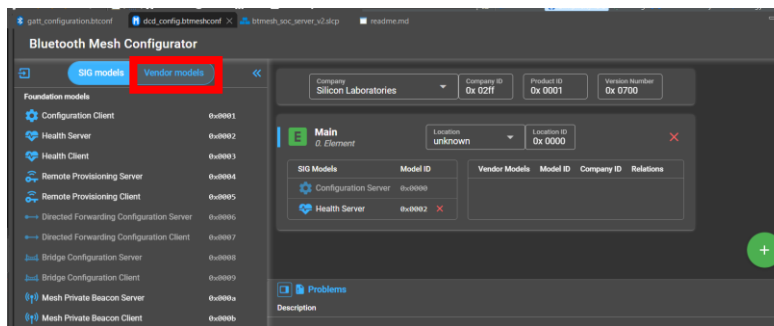 gatt_configuration.btconf dcd_config.btmeshconf btmesh_soc_server_v2.slcp readme.md
Bluetooth Mesh Configurator
SIG models Vendor models
Foundation models
Configuration Client 0x0001
Health Server 0x0002
Health Client 0x0003
Remote Provisioning Server 0x0004
Remote Provisioning Client 0x0005
Directed Forwarding Configuration Server 0x0006
Directed Forwarding Configuration Client 0x0007
Bridge Configuration Server 0x0008
Bridge Configuration Client 0x0009
Mesh Private Beacon Server 0x000a
Mesh Private Beacon Client 0x000b
Company Company ID Product ID Version Number
Silicon Laboratories 0x 02ff 0x 0001 0x 0700
E Main Location Location ID
0. Element unknown 0x 0000
SIG Models Model ID Vendor Models Model ID Company ID Relations
Configuration Server 0x0000
Health Server 0x0002
Problems
Description